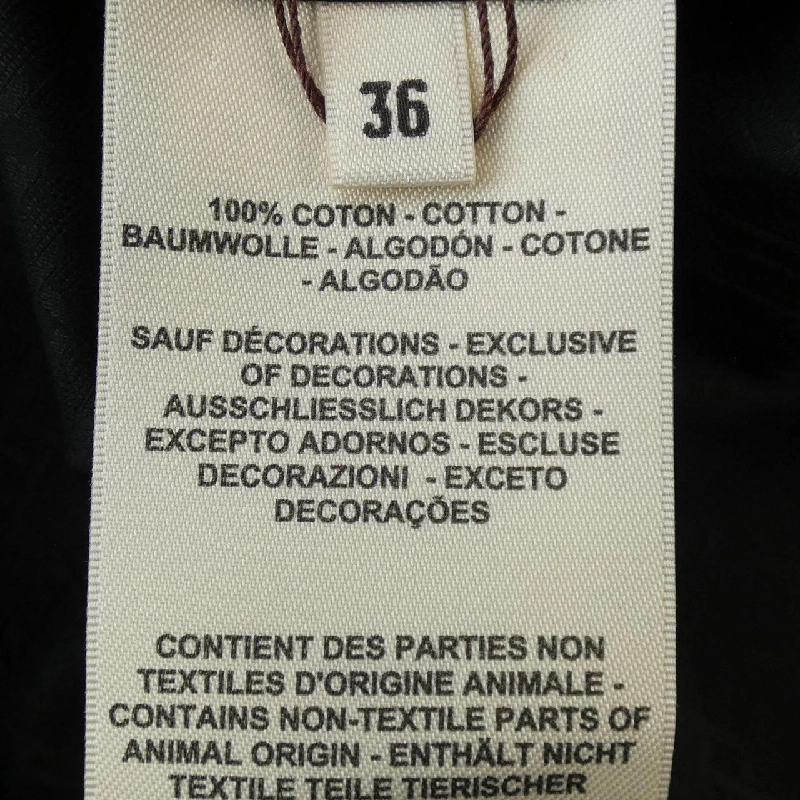 36
100% COTON - COTTON -
BAUMWOLLE - ALGODÓN - COTONE
- ALGODÃO
SAUF DÉCORATIONS - EXCLUSIVE
OF DECORATIONS -
AUSSCHLIESSLICH DEKORS -
EXCEPTO ADORNOS - ESCLUSE
DECORAZIONI - EXCETO
DECORAÇÕES
CONTIENT DES PARTIES NON
TEXTILES D'ORIGINE ANIMALE -
CONTAINS NON-TEXTILE PARTS OF
ANIMAL ORIGIN - ENTHÄLT NICHT
TEXTILE TEILE TIERISCHER